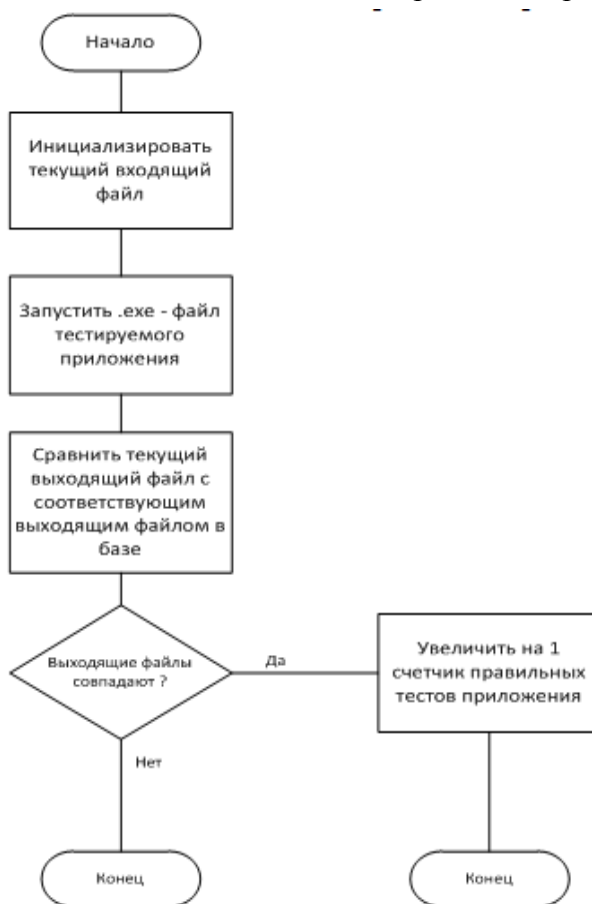 Начало
Инициализировать
текущий входящий
файл
Запустить .exe - файл
тестируемого
приложения
Сравнить текущий
выходящий файл с
соответствующим
выходящим файлом в
базе
Выходящие файлы
совпадают ?
Да
Увеличить на 1
счетчик правильных
тестов приложения
Нет
Конец
Конец